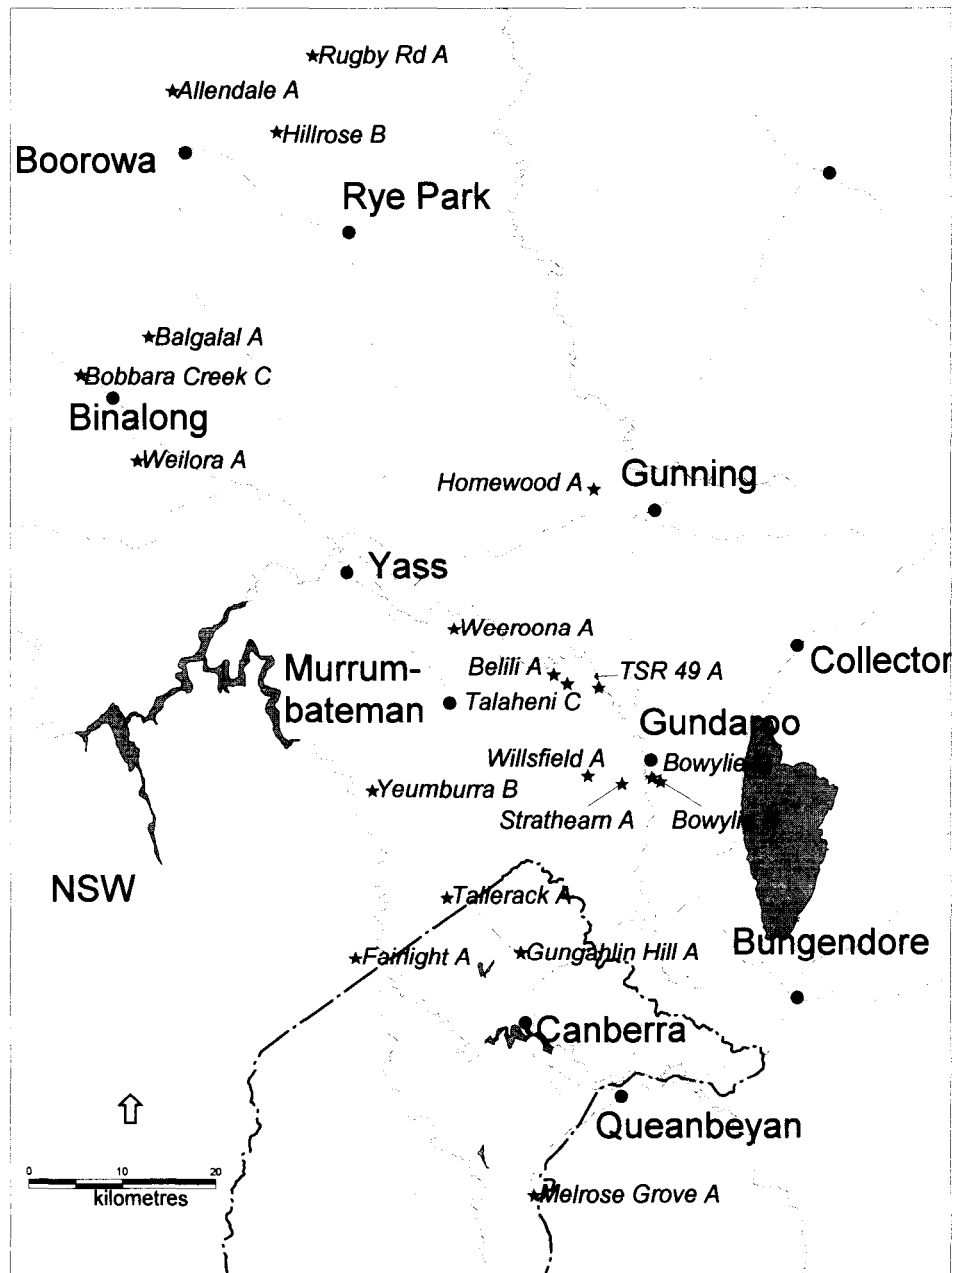 Rugby Rd A
Allendale A
Hillrose B
Boorowa
Rye Park
Balgalal A
Bobbara Creek C
Binalong
Weilora A
Homewood A
Gunning
Yass
Weeroona A
Belili A
TSR 49 A
Collector
Murrum-
bateman
Talaheni C
Gundaroo
Willsfield A
Bowylie
Yeumburra B
Strathearn A
NSW
Tallerack A
Bungendore
Fairlight A
Gungahlin Hill A
Canberra
Queanbeyan
0 10 20
kilometres
Melrose Grove A